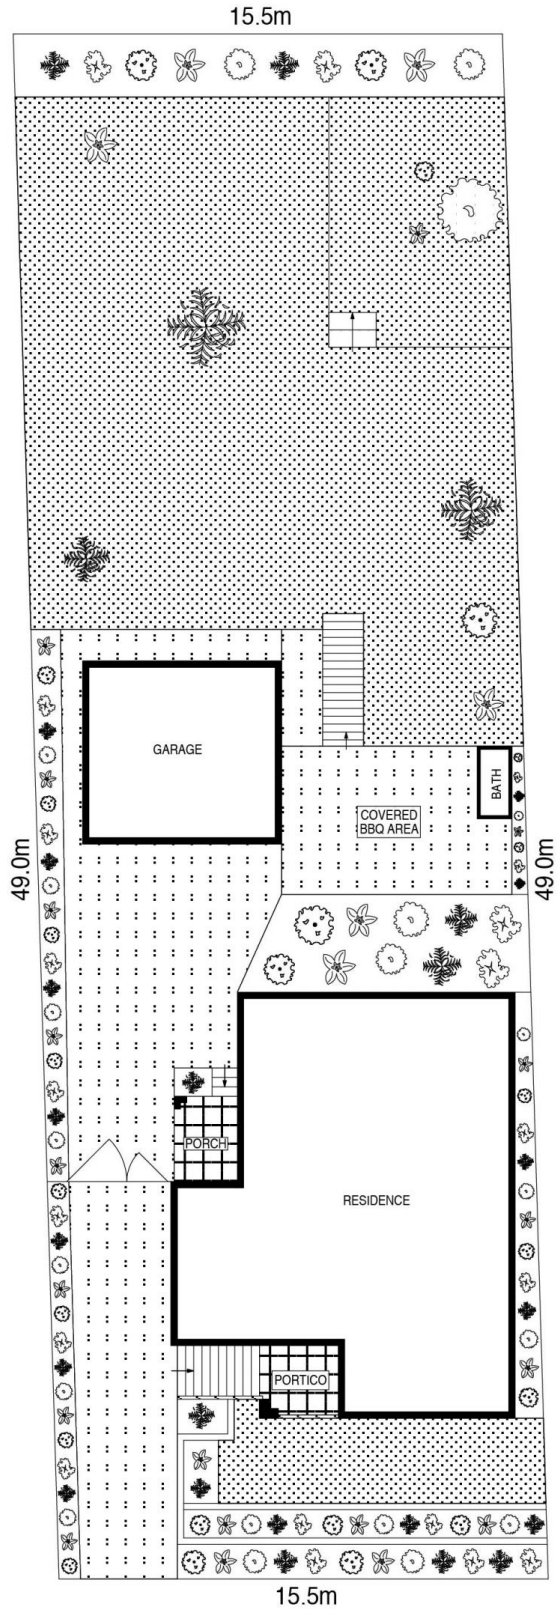 15.5m
GARAGE
BATH
COVERED
BBQ AREA
49.0m
49.0m
PORCH
RESIDENCE
PORTICO
15.5m